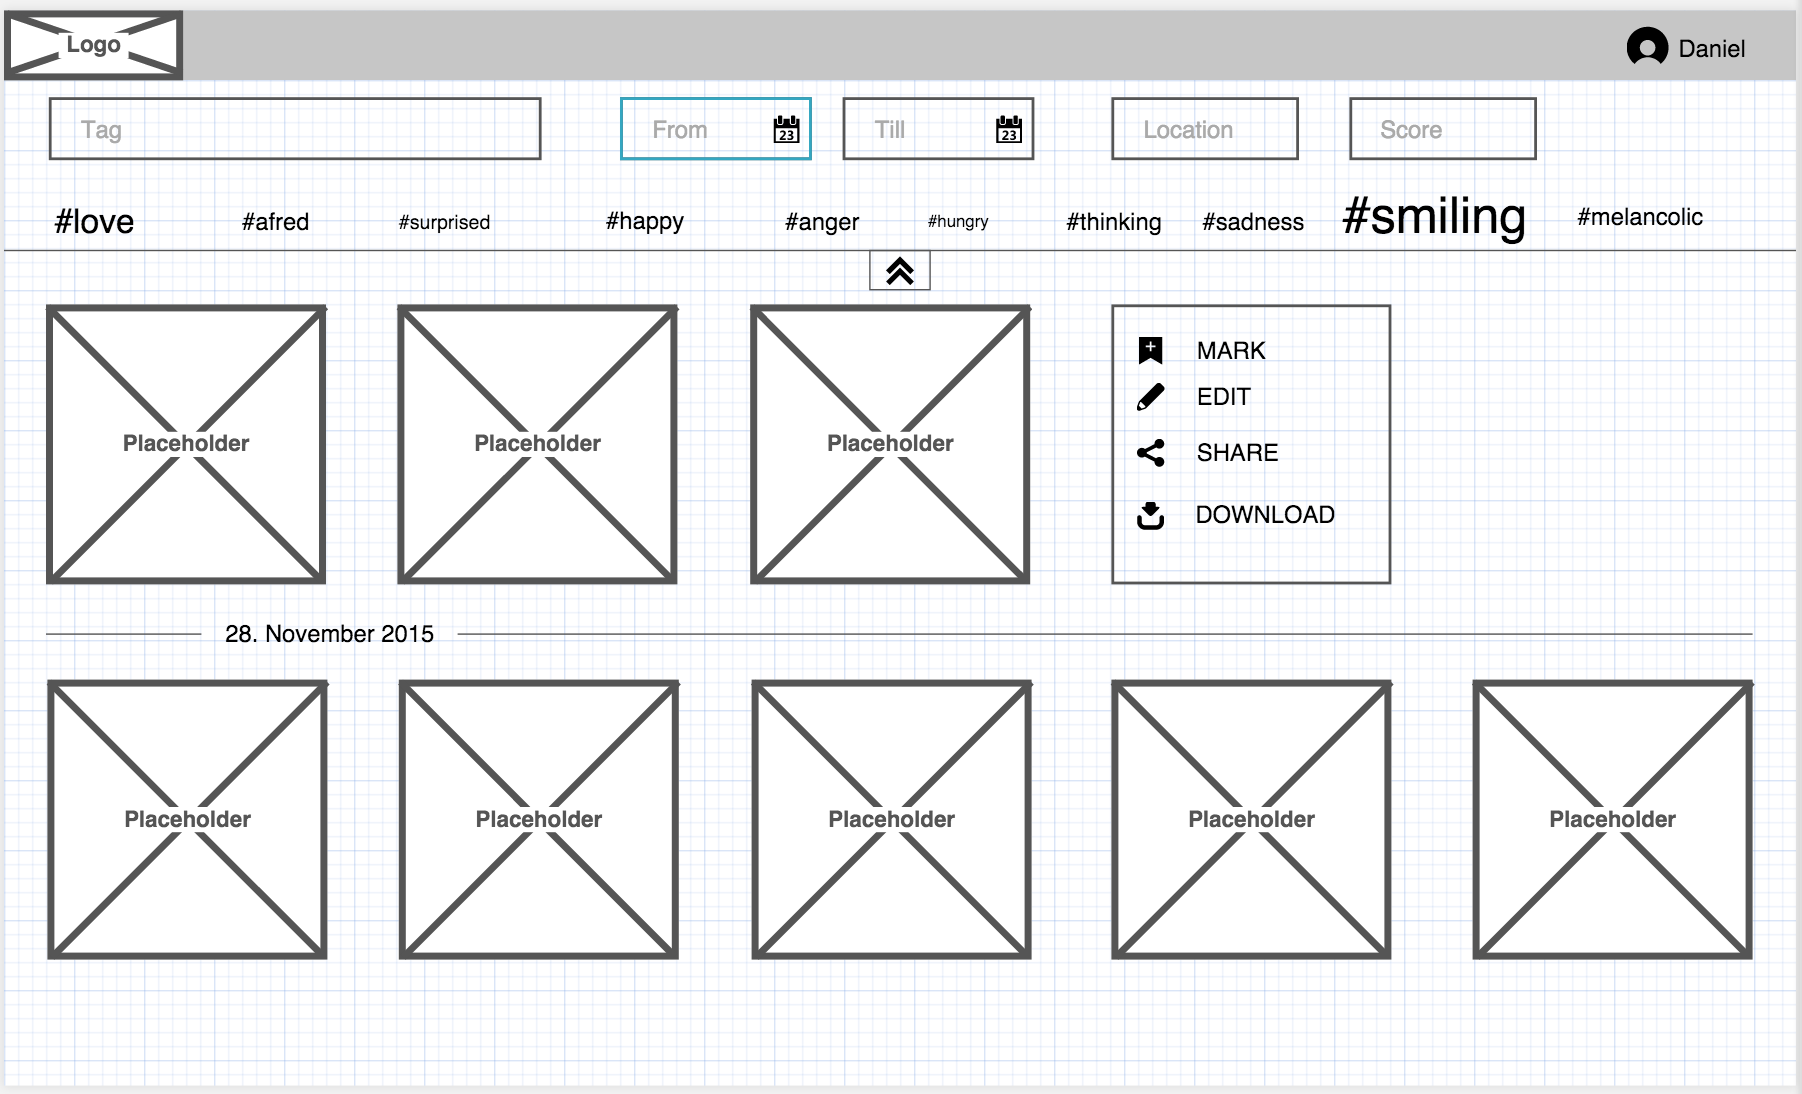 Logo
Daniel
Tag
From
23
Till
23
Location
Score
#love #afred #surprised #happy #anger #hungry #thinking #sadness #smiling #melancolic
Placeholder Placeholder Placeholder
MARK
EDIT
SHARE
DOWNLOAD
28. November 2015
Placeholder Placeholder Placeholder Placeholder Placeholder